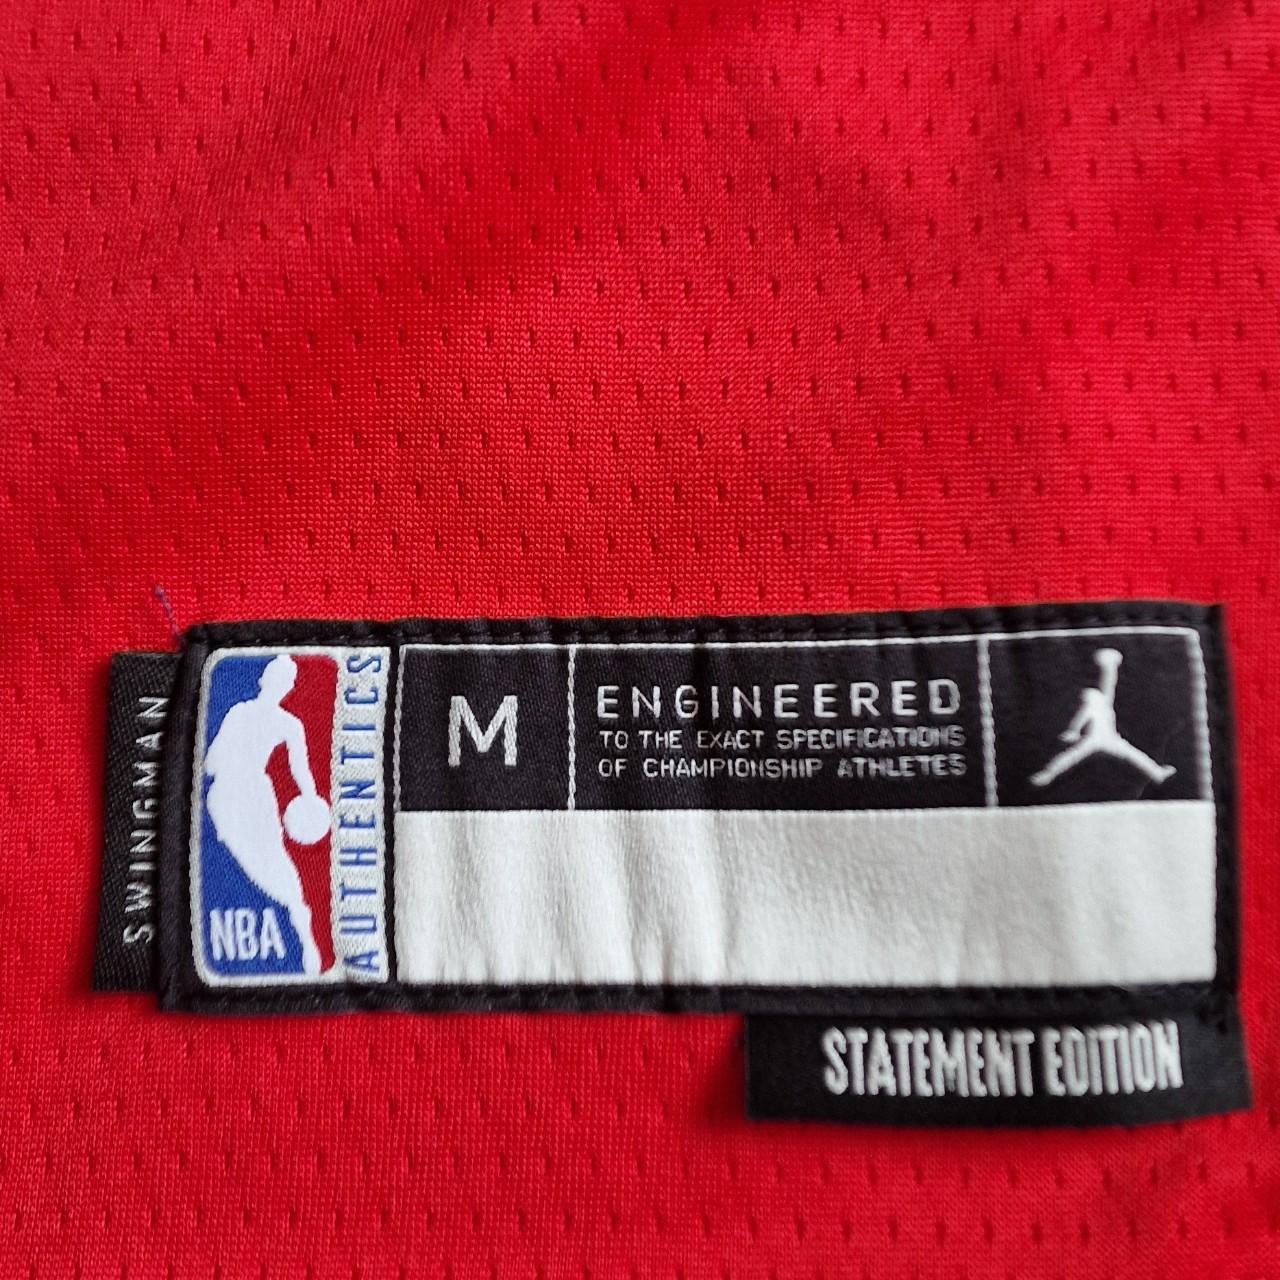 SWINGMAN
NBA
AUTHENTICS
M
ENGINEERED
TO THE EXACT SPECIFICATIONS
OF CHAMPIONSHIP ATHLETES
STATEMENT EDITION